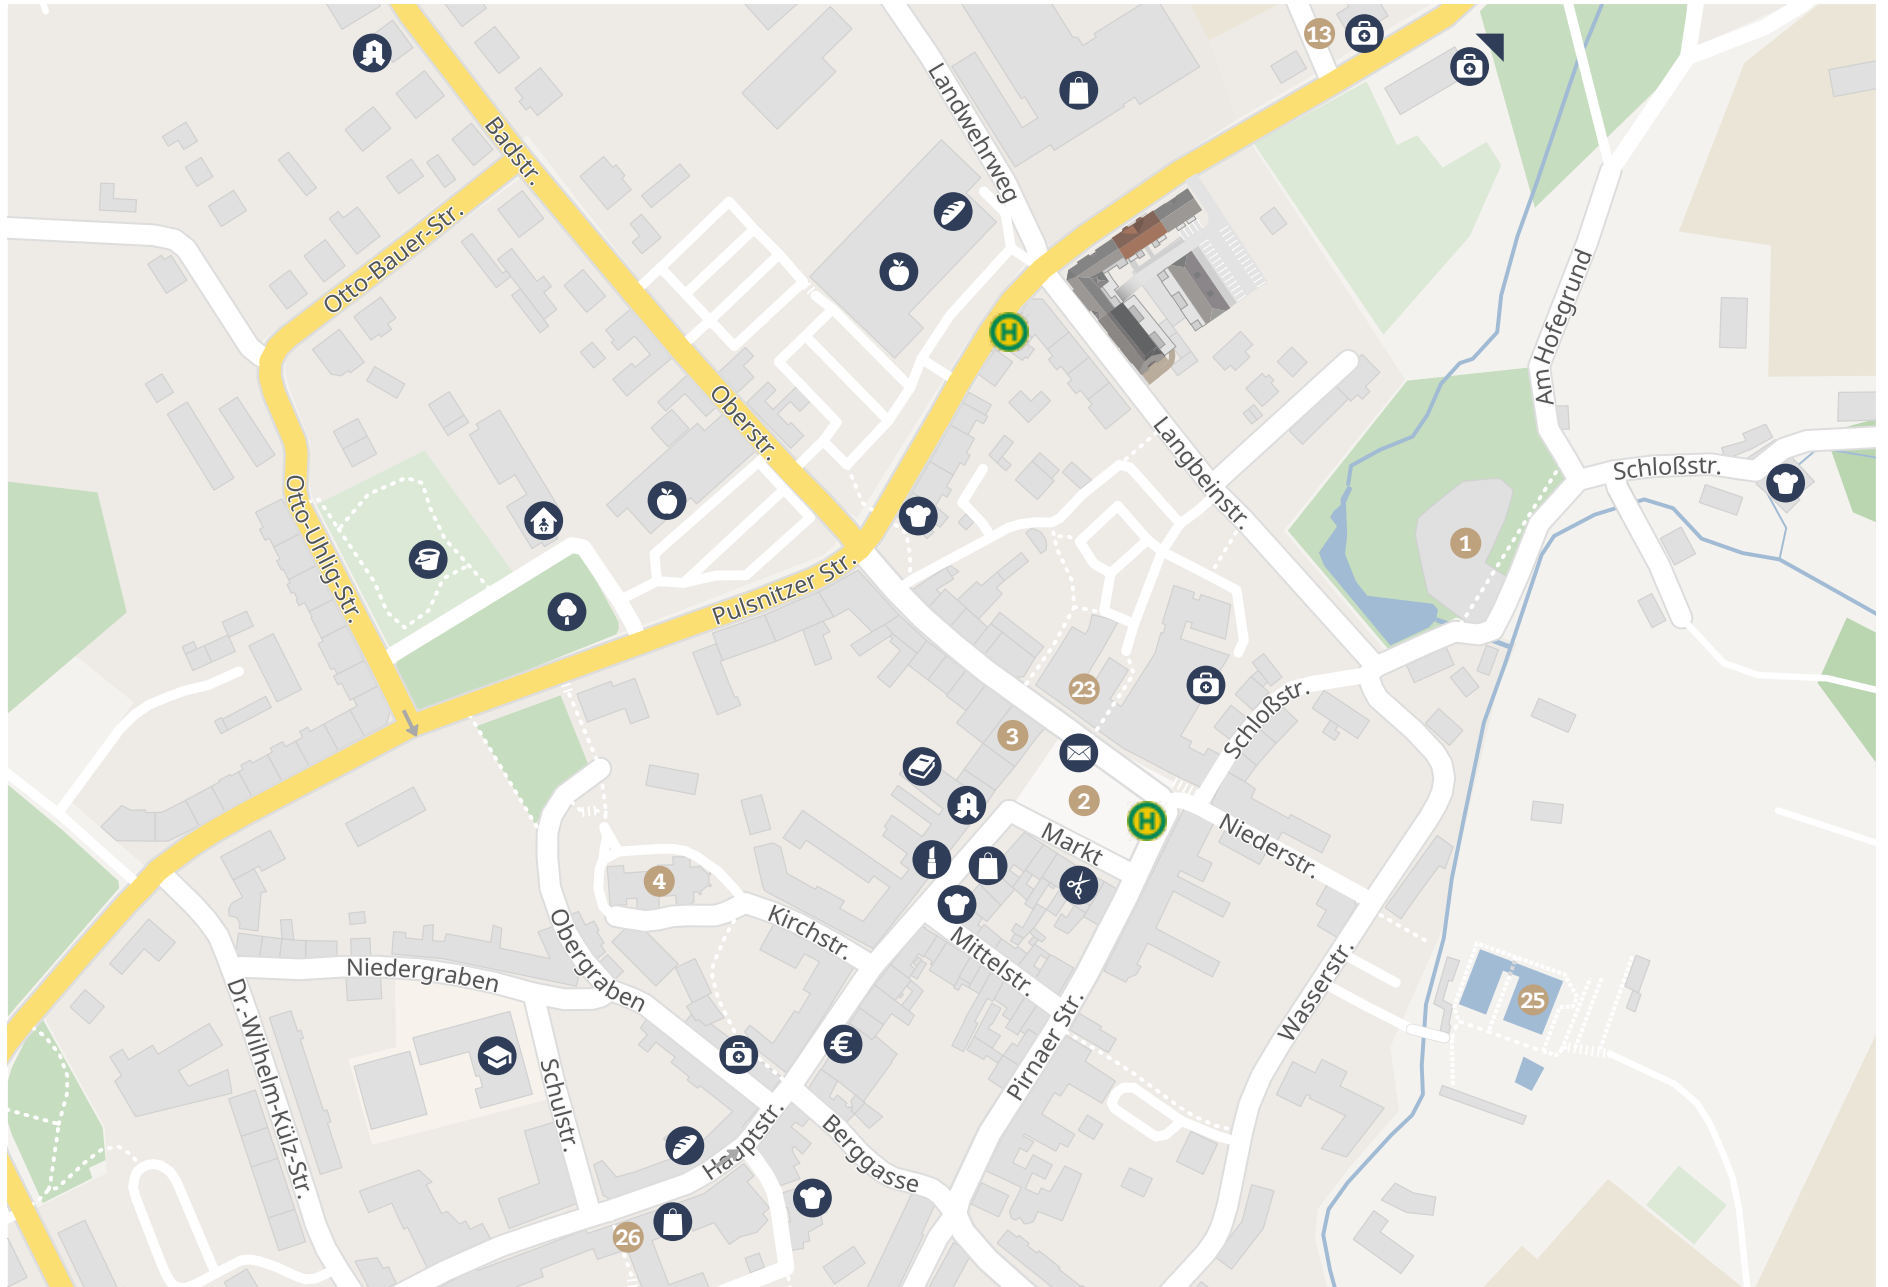 13
Landwehrweg
Badstr.
Otto-Bauer-Str.
H
Am Hofegrund
Oberstr.
Langbeinstr.
Schloßstr.
Otto-Uhlig-Str.
1
Pulsnitzer Str.
23
Schloßstr.
3
2
H
Markt
Niederstr.
4
Kirchstr.
Obergraben
Mittelstr.
Niedergraben
Wasserstr.
25
Dr.-Wilhelm-Külz-Str.
Pirnaer Str.
€
Schulstr.
Hauptstr.
Berggasse
26